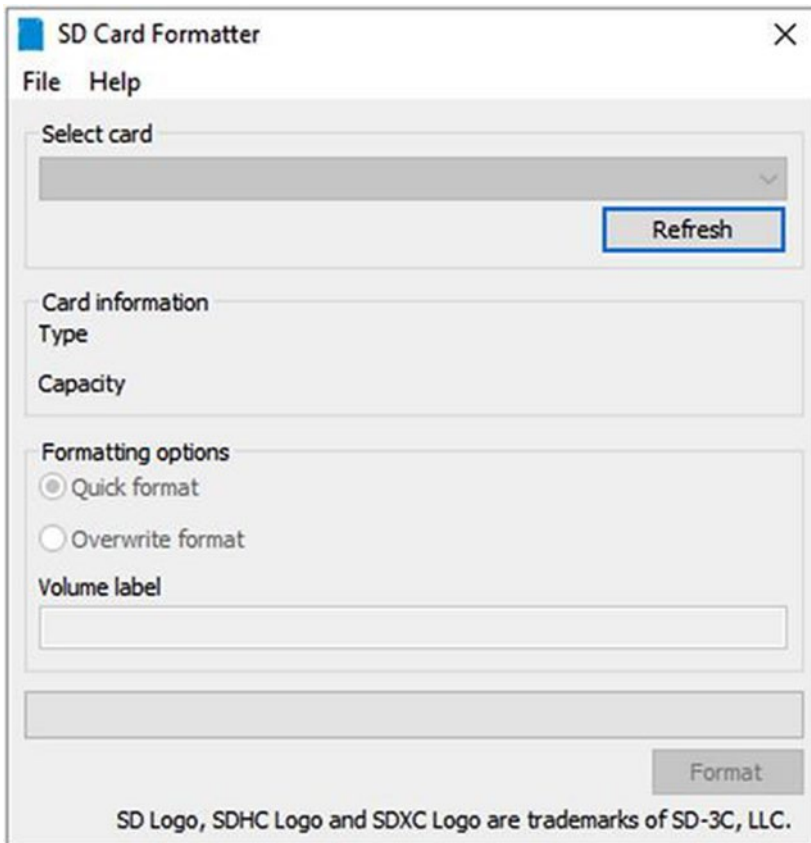 SD Card Formatter
File Help
Select card
Refresh
Card information
Type
Capacity
Formatting options
Quick format
Overwrite format
Volume label
Format
SD Logo, SDHC Logo and SDXC Logo are trademarks of SD-3C, LLC.